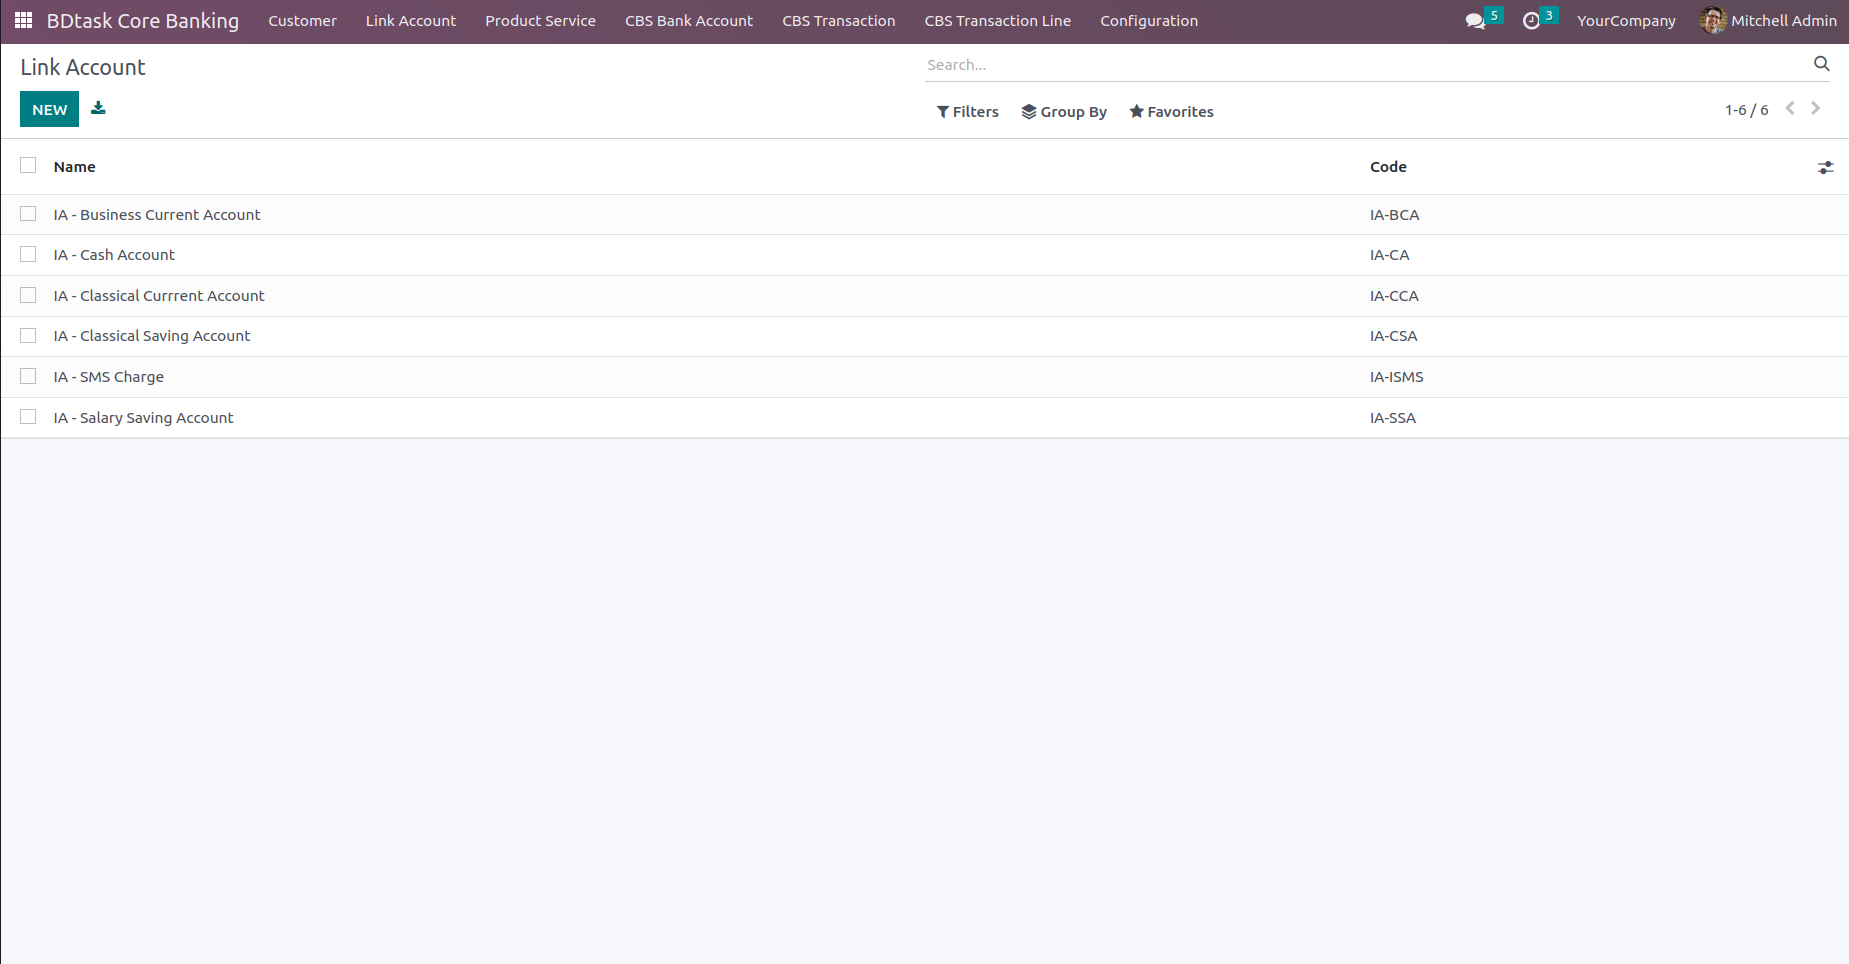 BDtask Core Banking Customer Link Account Product Service CBS Bank Account CBS Transaction CBS Transaction Line Configuration 5 3 YourCompany Mitchell Admin
Link Account
Search...
NEW
Filters Group By Favorites 1-6 / 6
Name Code
IA - Business Current Account IA-BCA
IA - Cash Account IA-CA
IA - Classical Currrent Account IA-CCA
IA - Classical Saving Account IA-CSA
IA - SMS Charge IA-ISMS
IA - Salary Saving Account IA-SSA